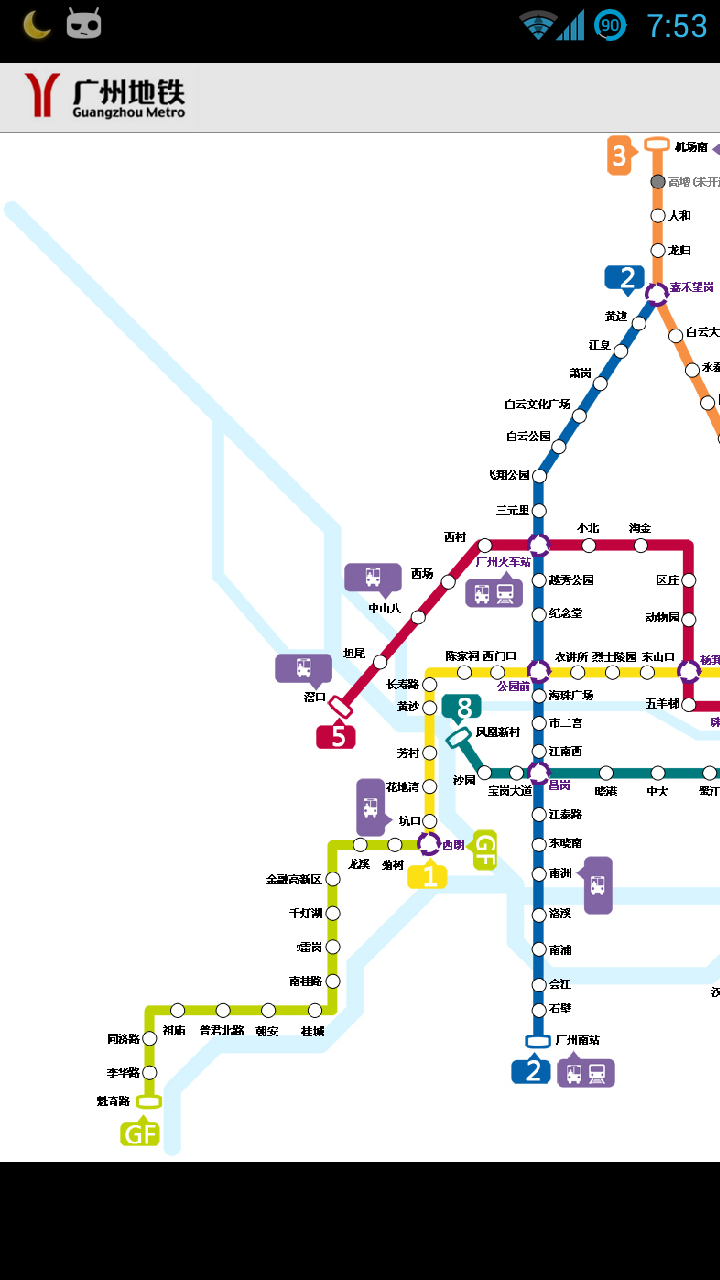 90
7:53
广州地铁
Guangzhou Metro
3
机场南
高增
人和
龙归
2
嘉禾望岗
黄边
白云大
江夏
永泰
萧岗
白云文化广场
白云公园
飞翔公园
三元里
小北
淘金
西村
广州火车站
西场
越秀公园
区庄
中山八
纪念堂
动物园
坦尾
陈家祠
西门口
农讲所
烈士陵园
东山口
杨箕
长寿路
公园前
滘口
海珠广场
五羊邨
黄沙
8
市二宫
凤凰新村
5
芳村
江南西
沙园
宝岗大道
昌岗
晓港
中大
鹭江
花地湾
坑口
江泰路
西朗
GF
东晓南
龙溪
菊树
1
金融高新区
南洲
千灯湖
洛溪
雷岗
南浦
南桂路
会江
石壁
祖庙
普君北路
朝安
桂城
同济路
广州南站
季华路
2
魁奇路
GF